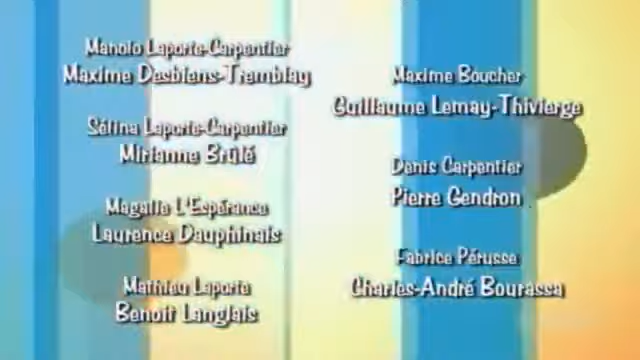 Manolo Laporte-Carpentier
Maxime Desbiens-Tremblay
Sélina Laporte-Carpentier
Mirianne Brûlé
Magalie L'Espérance
Laurence Dauphinais
Mathieu Laporte
Benoit Langlais
Maxime Boucher
Guillaume Lemay-Thivierge
Denis Carpentier
Pierre Gendron
Fabrice Pérusse
Charles-André Bourassa